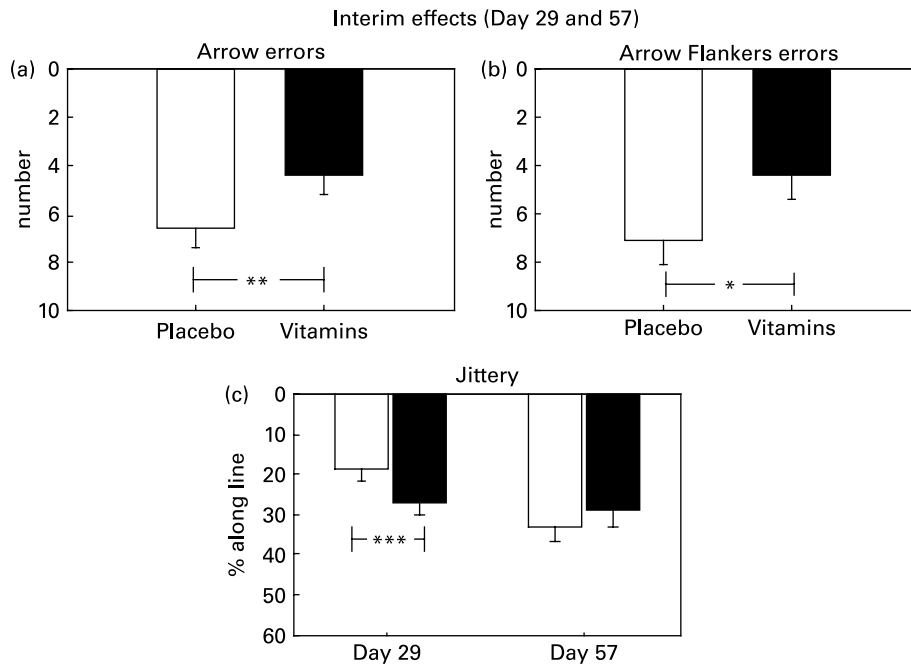 Interim effects (Day 29 and 57)
(a)
Arrow errors
number
0
2
4
6
8
10
**
Placebo Vitamins
(b)
Arrow Flankers errors
number
0
2
4
6
8
10
*
Placebo Vitamins
(c)
Jittery
% along line
0
10
20
30
40
50
60
***
Day 29 Day 57